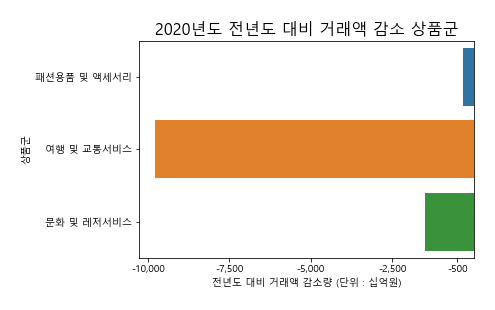 2020년도 전년도 대비 거래액 감소 상품군
패션용품 및 액세서리
여행 및 교통서비스
문화 및 레저서비스
상품군
-10,000 -7,500 -5,000 -2,500 -500
전년도 대비 거래액 감소량 (단위 : 십억원)